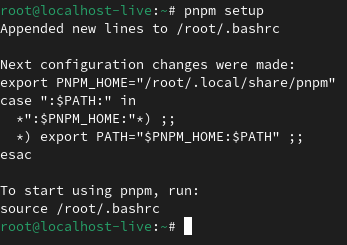 root@localhost-live:~# pnpm setup
Appended new lines to /root/.bashrc

Next configuration changes were made:
export PNPM_HOME="/root/.local/share/pnpm"
case ":$PATH:" in
  *":$PNPM_HOME:"*) ;;
  *) export PATH="$PNPM_HOME:$PATH" ;;
esac

To start using pnpm, run:
source /root/.bashrc
root@localhost-live:~#